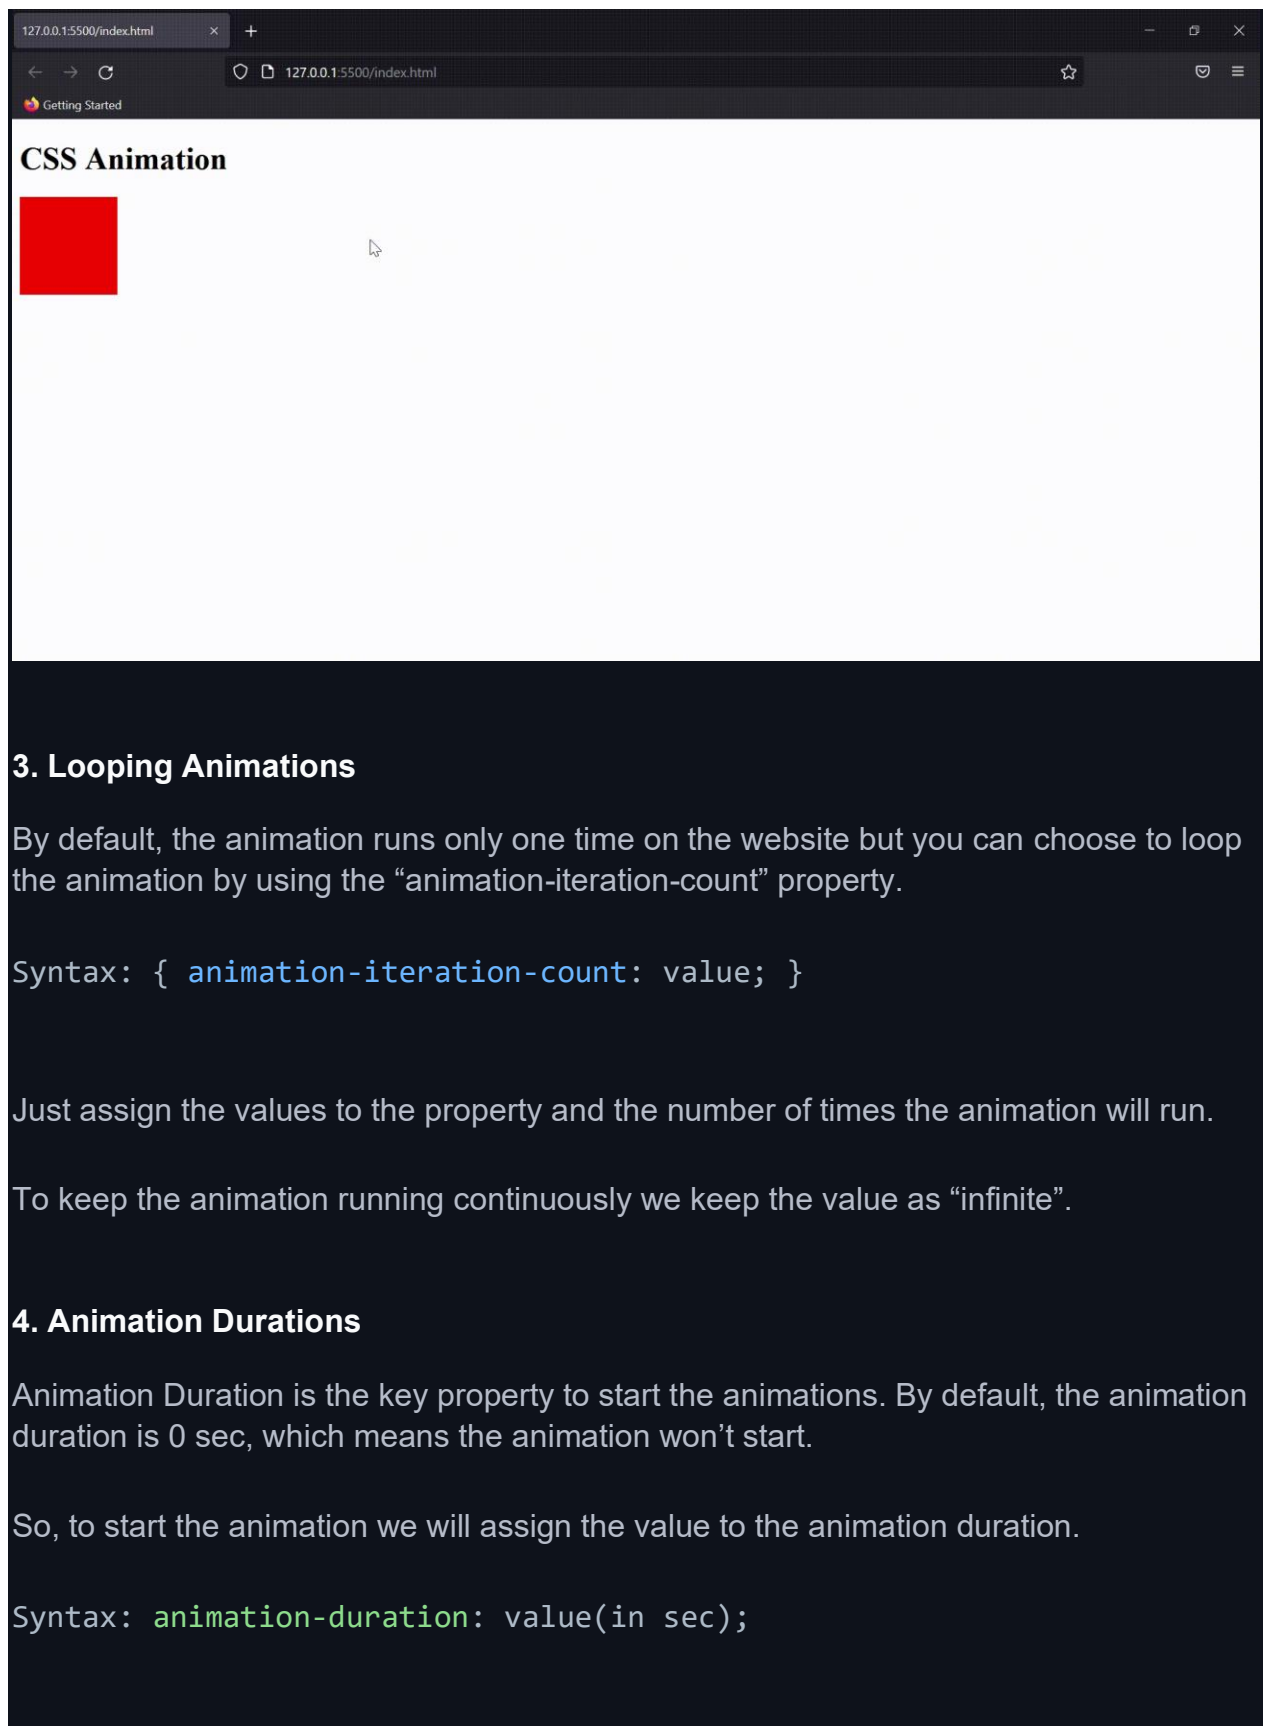 127.0.0.1:5500/index.html
127.0.0.1:5500/index.html
Getting Started
CSS Animation
3. Looping Animations
By default, the animation runs only one time on the website but you can choose to loop
the animation by using the “animation-iteration-count” property.
Syntax: { animation-iteration-count: value; }
Just assign the values to the property and the number of times the animation will run.
To keep the animation running continuously we keep the value as “infinite”.
4. Animation Durations
Animation Duration is the key property to start the animations. By default, the animation
duration is 0 sec, which means the animation won’t start.
So, to start the animation we will assign the value to the animation duration.
Syntax: animation-duration: value(in sec);